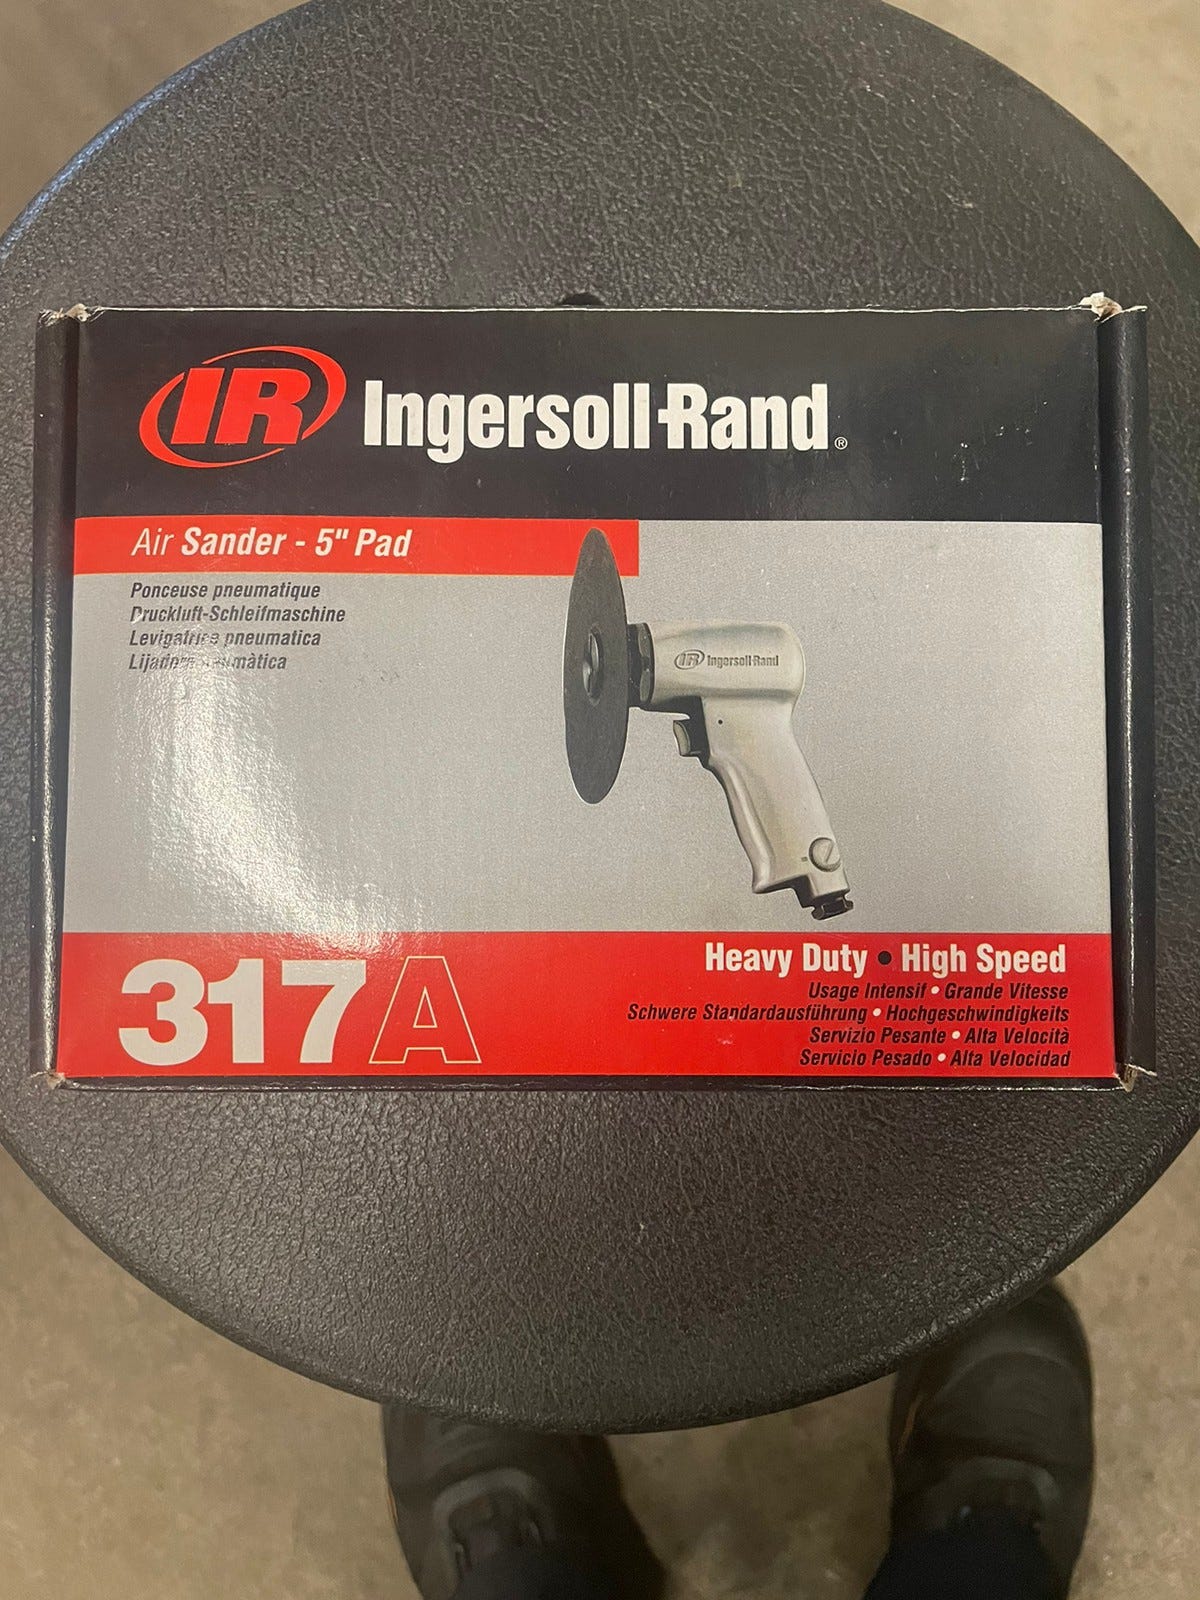 IR Ingersoll-Rand®
Air Sander - 5" Pad
Ponceuse pneumatique
Druckluft-Schleifmaschine
Levigatrice pneumatica
IR Ingersoll-Rand
317A
Heavy Duty • High Speed
Usage Intensif • Grande Vitesse
Schwere Standardausführung • Hochgeschwindigkeits
Servizio Pesante • Alta Velocità
Servicio Pesado • Alta Velocidad